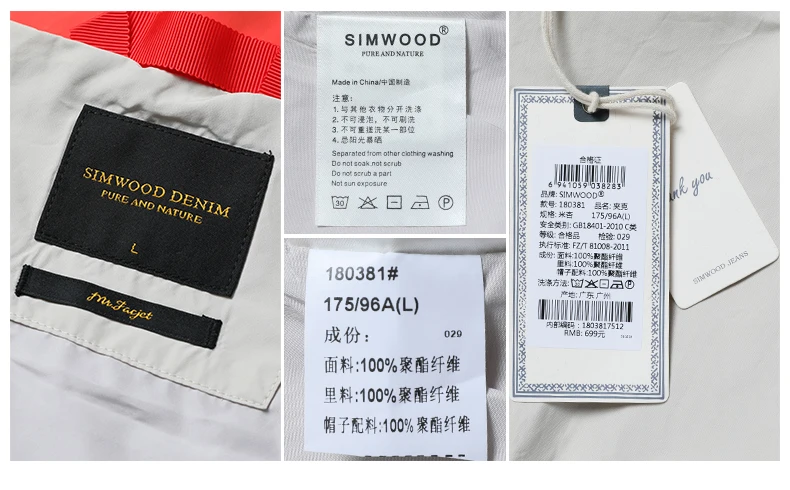 SIMWOOD DENIM
PURE AND NATURE
L
Mr.Jacjet
SIMWOOD®
PURE AND NATURE
Made in China/中国制造
注意:
1. 与其他衣物分开洗涤
2. 不可浸泡，不可刷洗
3. 不可重搓洗某一部位
4. 忌阳光暴晒
Separated from other clothing washing
Do not soak.not scrub
Do not scrub a part
Not sun exposure
30
P
180381#
175/96A(L)
成份：
029
面料:100%聚酯纤维
里料:100%聚酯纤维
帽子配料:100%聚酯纤维
合格证
6 941059 038283
品牌: SIMWOOD®
款号: 180381 品名: 夹克
规格: 米杏 175/96A(L)
安全类别: GB18401-2010 C类
等级: 合格品 检验: 029
执行标准: FZ/T 81008-2011
成份: 面料:100%聚酯纤维
里料:100%聚酯纤维
帽子配料:100%聚酯纤维
洗涤方法:
产地: 广东 广州
内部编码: 1803817512
RMB: 699元
you
SIMWOOD JEANS